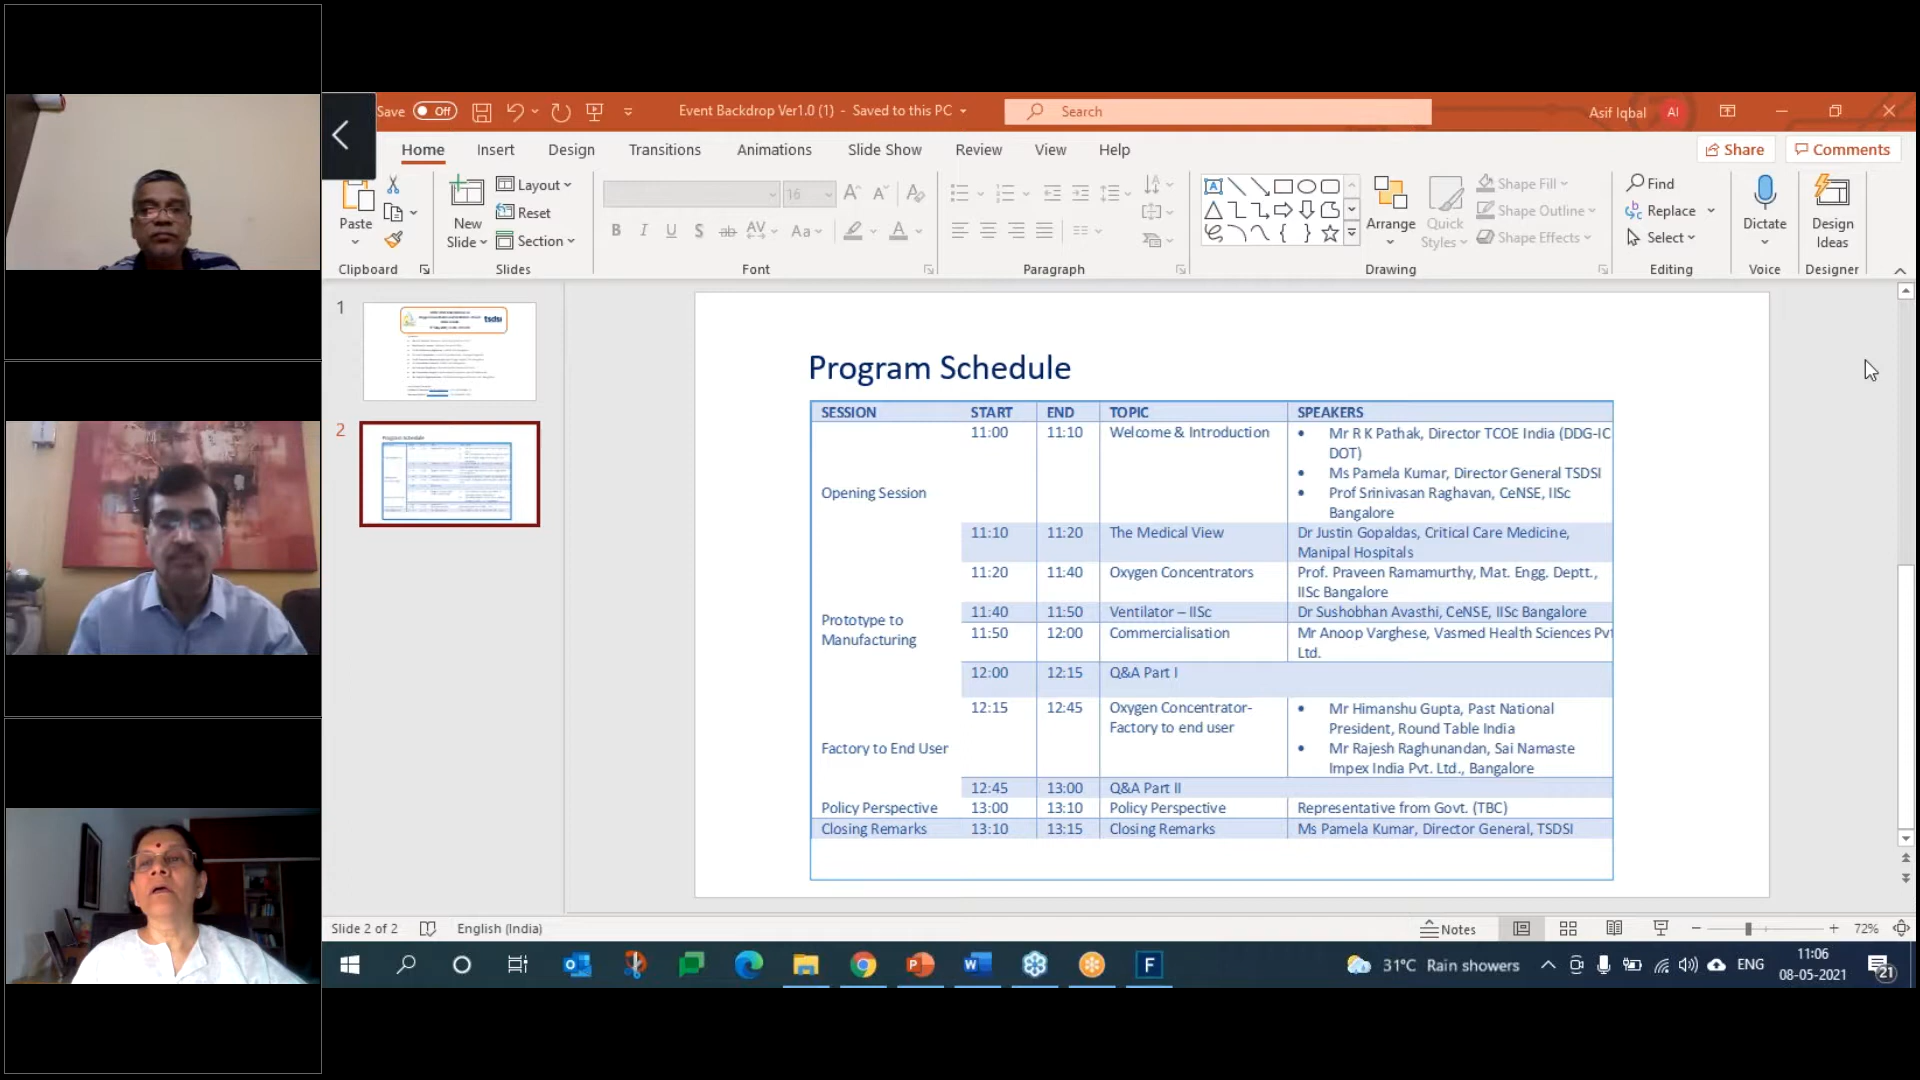 Save
Off
Event Backdrop Ver1.0 (1) - Saved to this PC
Search
Asif Iqbal
AI
Home
Insert
Design
Transitions
Animations
Slide Show
Review
View
Help
Share
Comments
Paste
Clipboard
New
Slide
Layout
Reset
Section
Slides
16
B I U S ab AV Aa A
Font
Paragraph
Arrange
Quick
Styles
Shape Fill
Shape Outline
Shape Effects
Drawing
Find
Replace
Select
Editing
Dictate
Voice
Design
Ideas
Designer
1
tsdsi
2
Program Schedule
SESSION START END TOPIC SPEAKERS
Opening Session
11:00 11:10 Welcome & Introduction
• Mr R K Pathak, Director TCOE India (DDG-IC
DOT)
• Ms Pamela Kumar, Director General TSDSI
• Prof Srinivasan Raghavan, CeNSE, IISc
Bangalore
11:10 11:20 The Medical View Dr Justin Gopaldas, Critical Care Medicine,
Manipal Hospitals
Prototype to
Manufacturing
11:20 11:40 Oxygen Concentrators Prof. Praveen Ramamurthy, Mat. Engg. Deptt.,
IISc Bangalore
11:40 11:50 Ventilator – IISc Dr Sushobhan Avasthi, CeNSE, IISc Bangalore
11:50 12:00 Commercialisation Mr Anoop Varghese, Vasmed Health Sciences Pvt
Ltd.
12:00 12:15 Q&A Part I
Factory to End User
12:15 12:45 Oxygen Concentrator-
Factory to end user
• Mr Himanshu Gupta, Past National
President, Round Table India
• Mr Rajesh Raghunandan, Sai Namaste
Impex India Pvt. Ltd., Bangalore
12:45 13:00 Q&A Part II
Policy Perspective 13:00 13:10 Policy Perspective Representative from Govt. (TBC)
Closing Remarks 13:10 13:15 Closing Remarks Ms Pamela Kumar, Director General, TSDSI
Slide 2 of 2
English (India)
Notes
72%
31°C Rain showers
ENG
11:06
08-05-2021
21